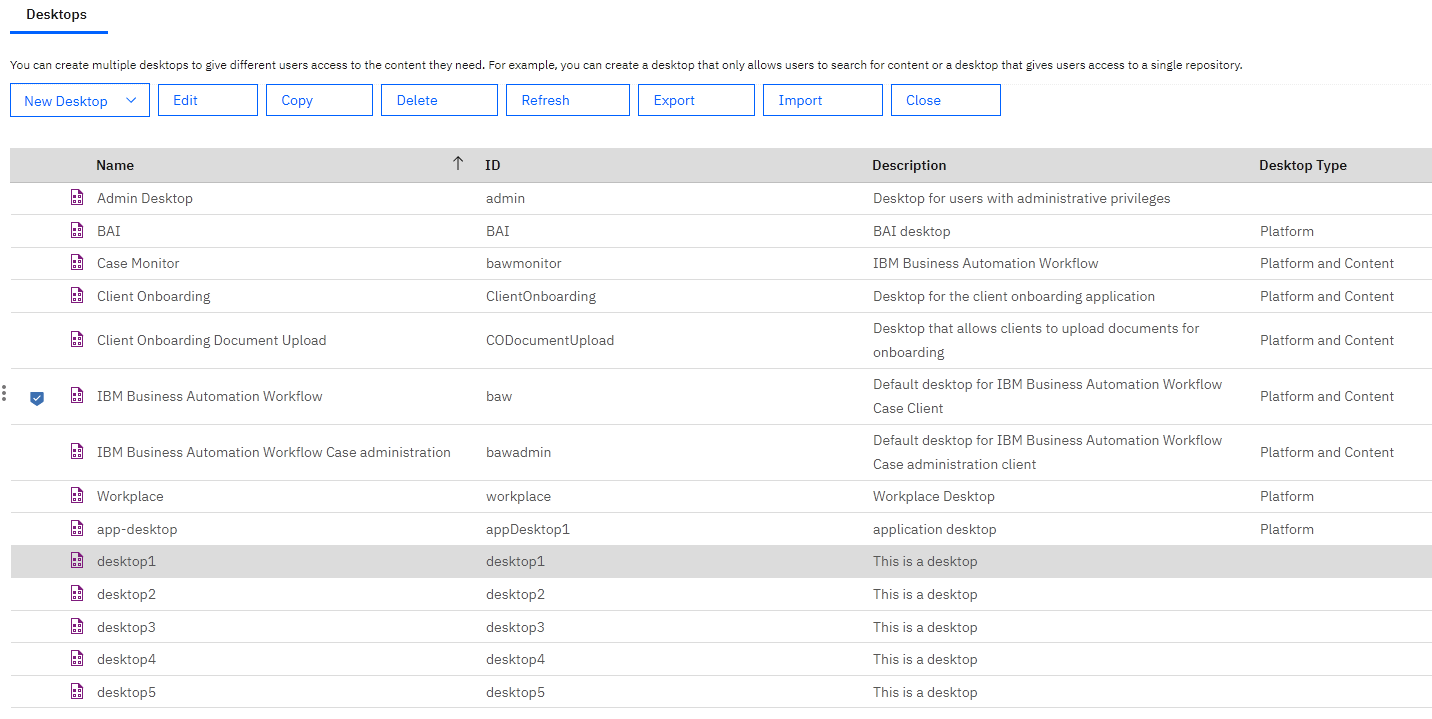 Desktops
You can create multiple desktops to give different users access to the content they need. For example, you can create a desktop that only allows users to search for content or a desktop that gives users access to a single repository.
New Desktop Edit Copy Delete Refresh Export Import Close
Name ID Description Desktop Type
Admin Desktop admin Desktop for users with administrative privileges
BAI BAI BAI desktop Platform
Case Monitor bawmonitor IBM Business Automation Workflow Platform and Content
Client Onboarding ClientOnboarding Desktop for the client onboarding application Platform and Content
Client Onboarding Document Upload CODocumentUpload Desktop that allows clients to upload documents for
onboarding Platform and Content
IBM Business Automation Workflow baw Default desktop for IBM Business Automation Workflow
Case Client Platform and Content
IBM Business Automation Workflow Case administration bawadmin Default desktop for IBM Business Automation Workflow
Case administration client Platform and Content
Workplace workplace Workplace Desktop Platform
app-desktop appDesktop1 application desktop Platform
desktop1 desktop1 This is a desktop
desktop2 desktop2 This is a desktop
desktop3 desktop3 This is a desktop
desktop4 desktop4 This is a desktop
desktop5 desktop5 This is a desktop